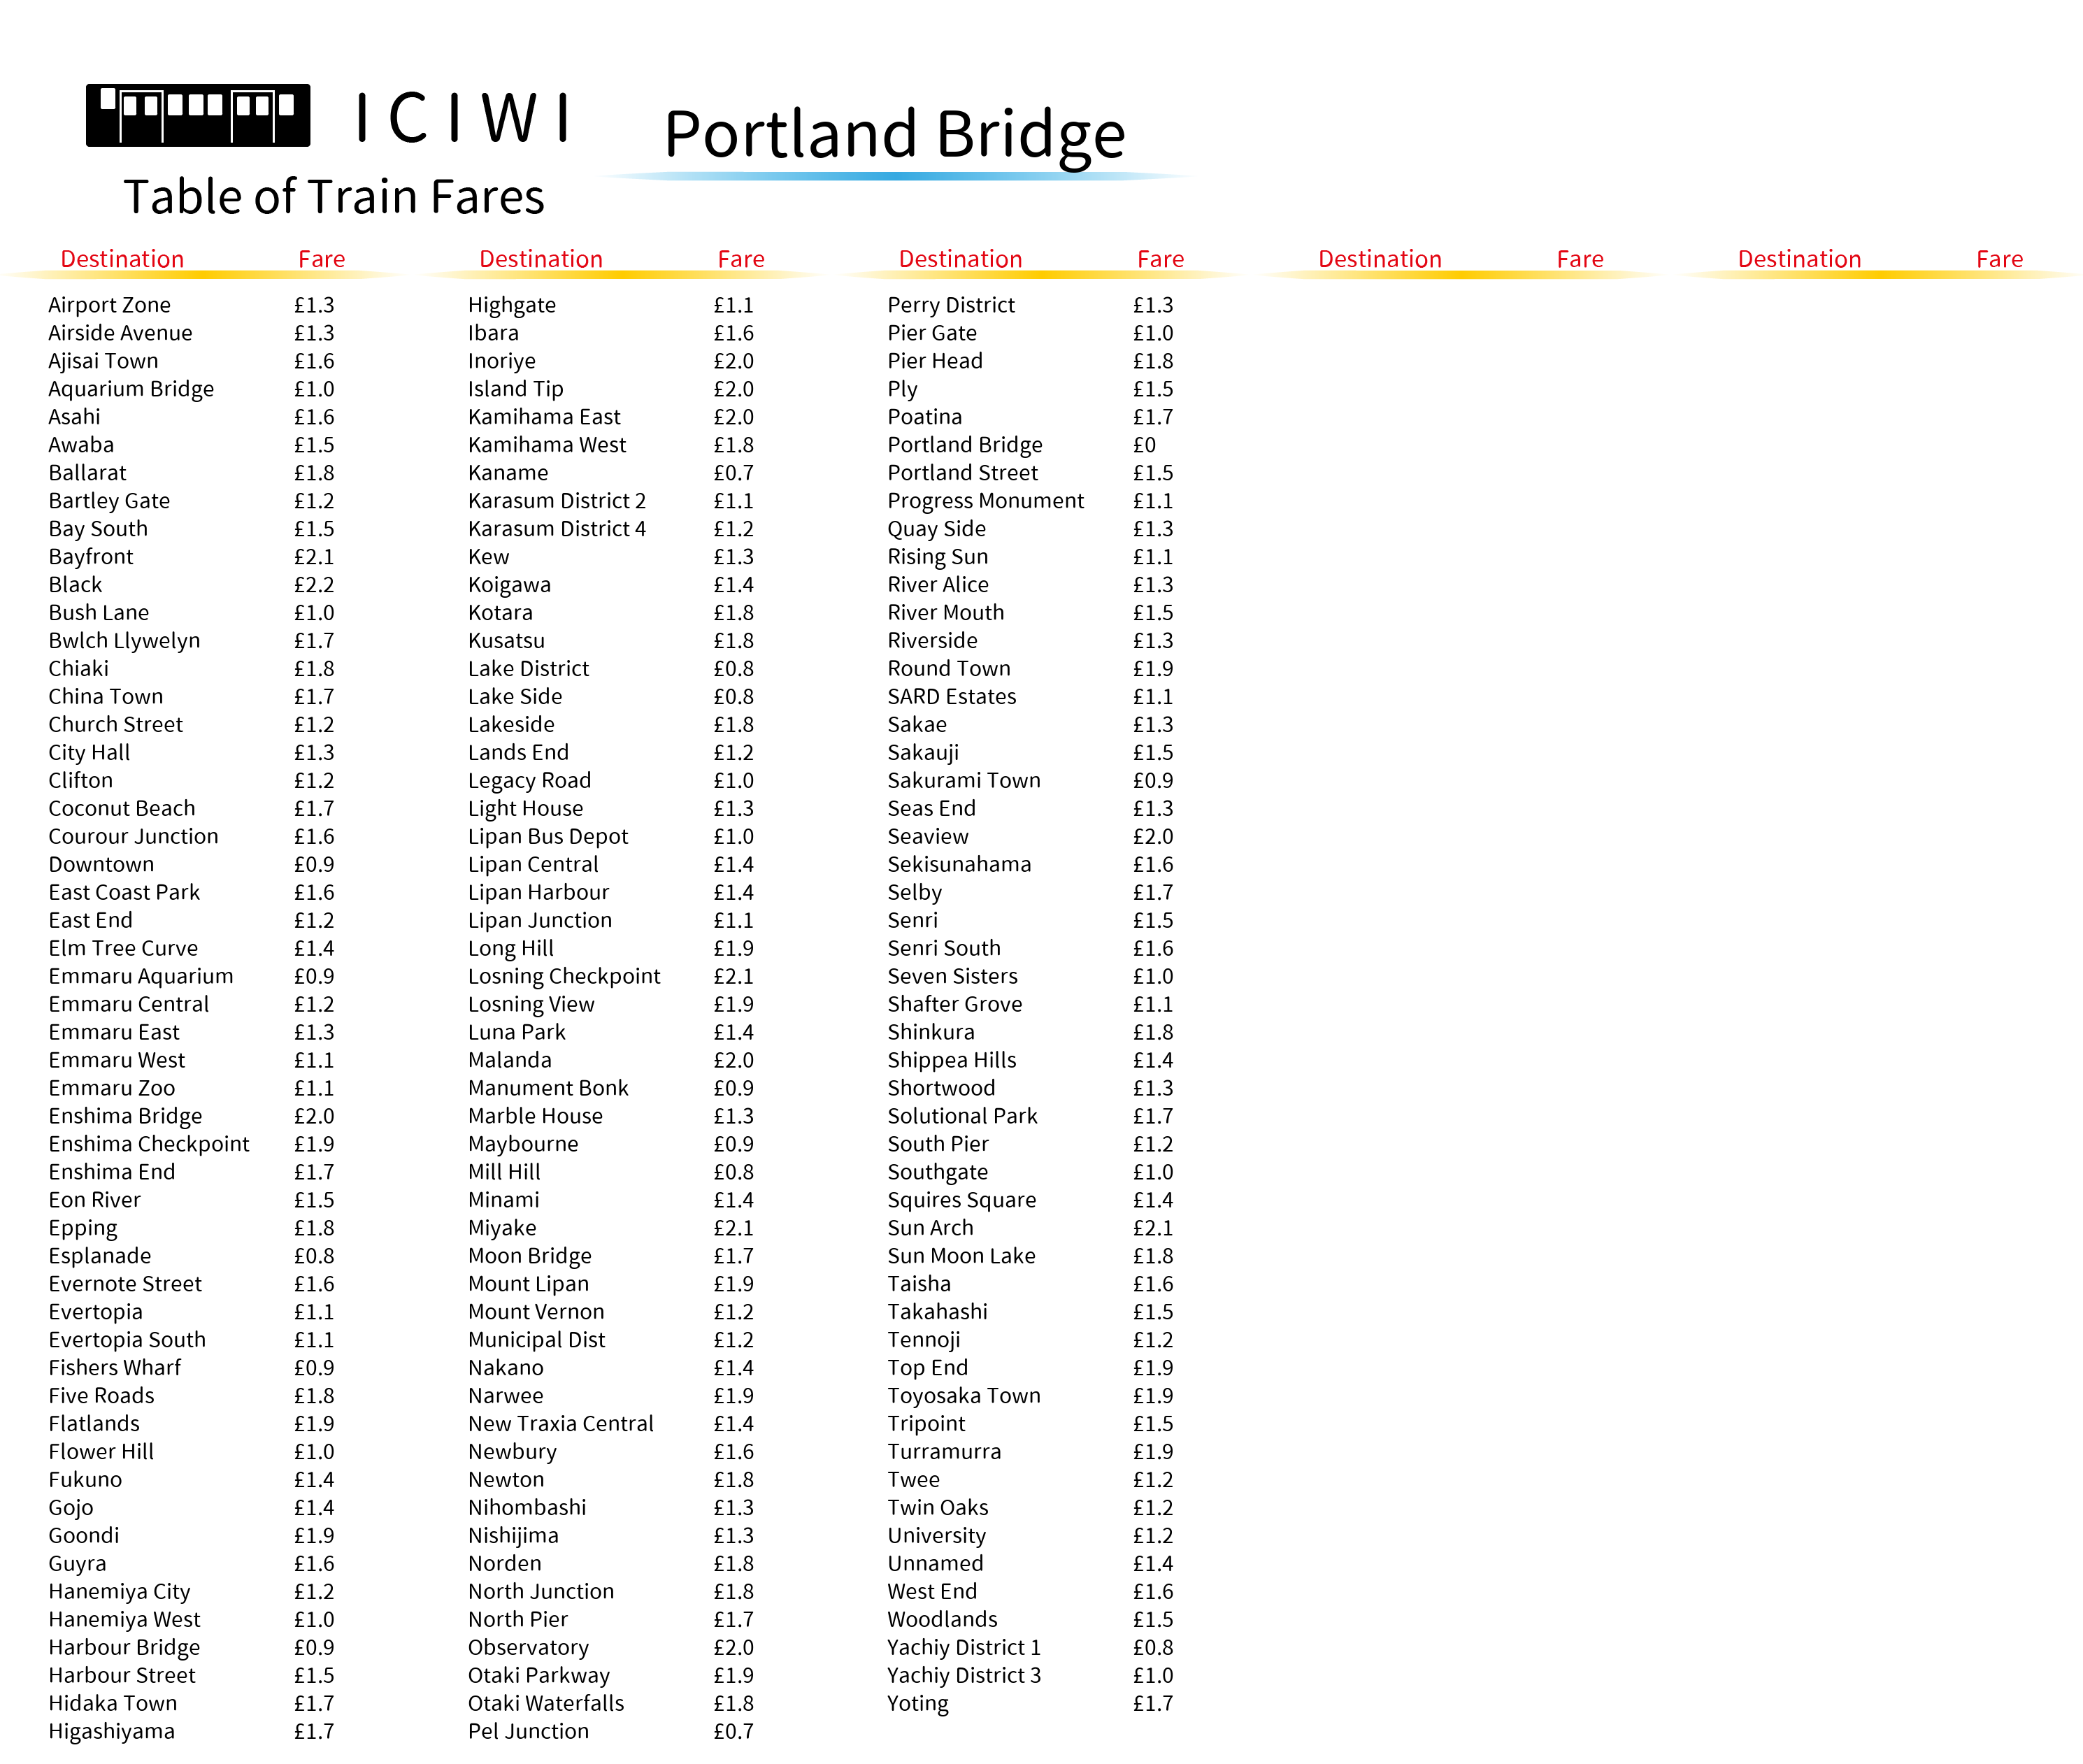 ICIWI
Portland Bridge
Table of Train Fares
Destination Fare Destination Fare Destination Fare Destination Fare Destination Fare
Airport Zone £1.3 Highgate £1.1 Perry District £1.3
Airside Avenue £1.3 Ibara £1.6 Pier Gate £1.0
Ajisai Town £1.6 Inoriye £2.0 Pier Head £1.8
Aquarium Bridge £1.0 Island Tip £2.0 Ply £1.5
Asahi £1.6 Kamihama East £2.0 Poatina £1.7
Awaba £1.5 Kamihama West £1.8 Portland Bridge £0
Ballarat £1.8 Kaname £0.7 Portland Street £1.5
Bartley Gate £1.2 Karasum District 2 £1.1 Progress Monument £1.1
Bay South £1.5 Karasum District 4 £1.2 Quay Side £1.3
Bayfront £2.1 Kew £1.3 Rising Sun £1.1
Black £2.2 Koigawa £1.4 River Alice £1.3
Bush Lane £1.0 Kotara £1.8 River Mouth £1.5
Bwlch Llywelyn £1.7 Kusatsu £1.8 Riverside £1.3
Chiaki £1.8 Lake District £0.8 Round Town £1.9
China Town £1.7 Lake Side £0.8 SARD Estates £1.1
Church Street £1.2 Lakeside £1.8 Sakae £1.3
City Hall £1.3 Lands End £1.2 Sakauji £1.5
Clifton £1.2 Legacy Road £1.0 Sakurami Town £0.9
Coconut Beach £1.7 Light House £1.3 Seas End £1.3
Courour Junction £1.6 Lipan Bus Depot £1.0 Seaview £2.0
Downtown £0.9 Lipan Central £1.4 Sekisunahama £1.6
East Coast Park £1.6 Lipan Harbour £1.4 Selby £1.7
East End £1.2 Lipan Junction £1.1 Senri £1.5
Elm Tree Curve £1.4 Long Hill £1.9 Senri South £1.6
Emmaru Aquarium £0.9 Losning Checkpoint £2.1 Seven Sisters £1.0
Emmaru Central £1.2 Losning View £1.9 Shafter Grove £1.1
Emmaru East £1.3 Luna Park £1.4 Shinkura £1.8
Emmaru West £1.1 Malanda £2.0 Shippea Hills £1.4
Emmaru Zoo £1.1 Manument Bonk £0.9 Shortwood £1.3
Enshima Bridge £2.0 Marble House £1.3 Solutional Park £1.7
Enshima Checkpoint £1.9 Maybourne £0.9 South Pier £1.2
Enshima End £1.7 Mill Hill £0.8 Southgate £1.0
Eon River £1.5 Minami £1.4 Squires Square £1.4
Epping £1.8 Miyake £2.1 Sun Arch £2.1
Esplanade £0.8 Moon Bridge £1.7 Sun Moon Lake £1.8
Evernote Street £1.6 Mount Lipan £1.9 Taisha £1.6
Evertopia £1.1 Mount Vernon £1.2 Takahashi £1.5
Evertopia South £1.1 Municipal Dist £1.2 Tennoji £1.2
Fishers Wharf £0.9 Nakano £1.4 Top End £1.9
Five Roads £1.8 Narwee £1.9 Toyosaka Town £1.9
Flatlands £1.9 New Traxia Central £1.4 Tripoint £1.5
Flower Hill £1.0 Newbury £1.6 Turramurra £1.9
Fukuno £1.4 Newton £1.8 Twee £1.2
Gojo £1.4 Nihombashi £1.3 Twin Oaks £1.2
Goondi £1.9 Nishijima £1.3 University £1.2
Guyra £1.6 Norden £1.8 Unnamed £1.4
Hanemiya City £1.2 North Junction £1.8 West End £1.6
Hanemiya West £1.0 North Pier £1.7 Woodlands £1.5
Harbour Bridge £0.9 Observatory £2.0 Yachiy District 1 £0.8
Harbour Street £1.5 Otaki Parkway £1.9 Yachiy District 3 £1.0
Hidaka Town £1.7 Otaki Waterfalls £1.8 Yoting £1.7
Higashiyama £1.7 Pel Junction £0.7